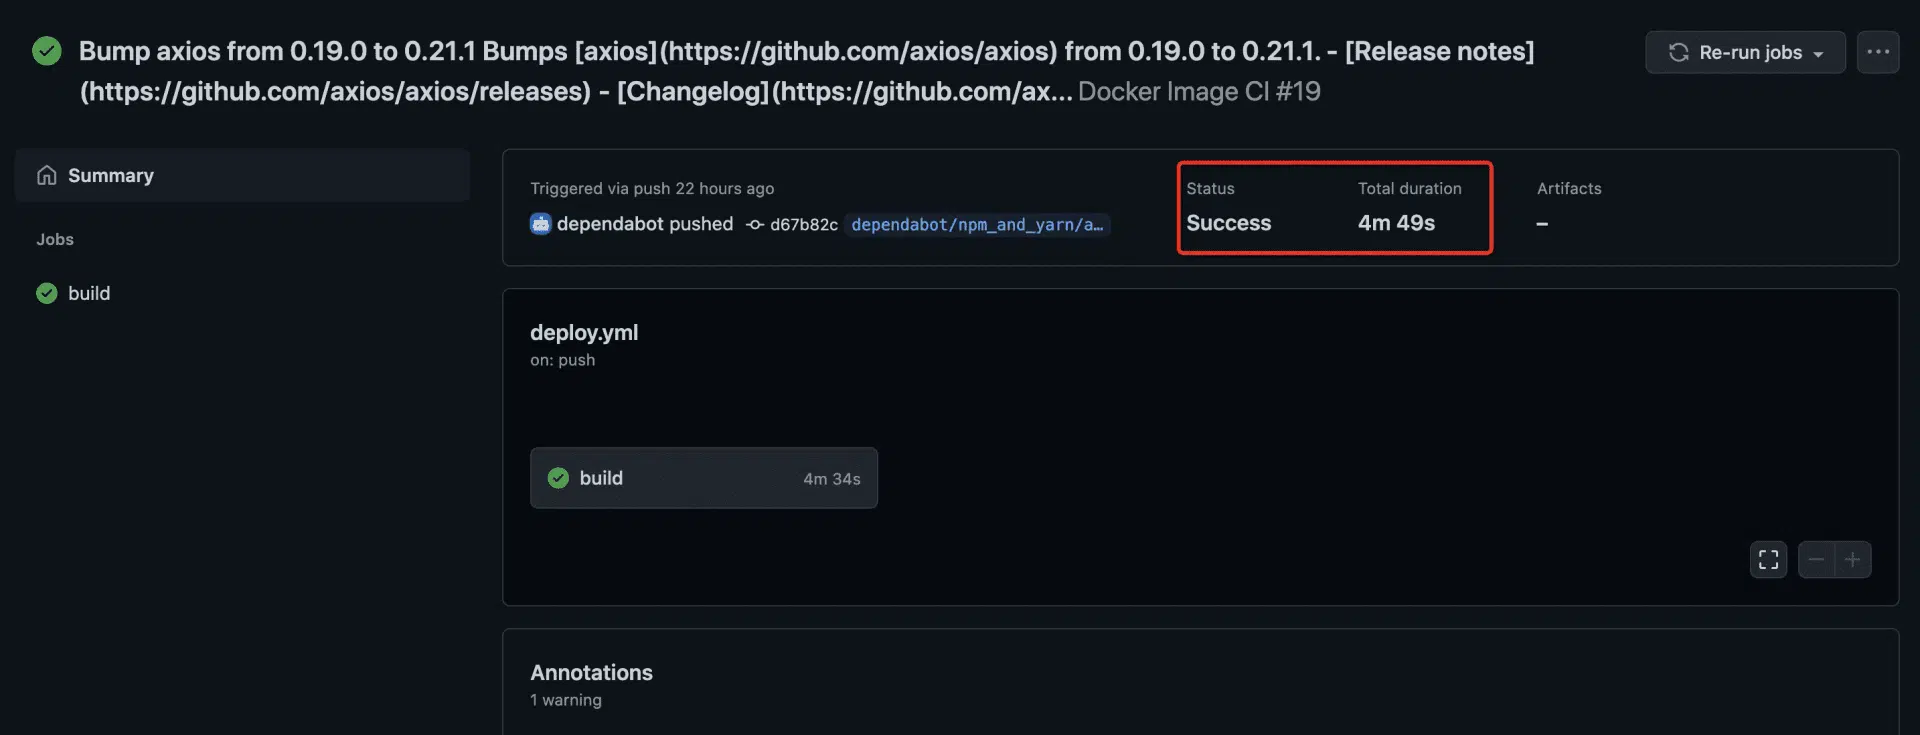 Bump axios from 0.19.0 to 0.21.1 Bumps [axios](https://github.com/axios/axios) from 0.19.0 to 0.21.1. - [Release notes]
(https://github.com/axios/axios/releases) - [Changelog](https://github.com/ax... Docker Image CI #19
Re-run jobs
Summary
Jobs
build
Triggered via push 22 hours ago
dependabot pushed d67b82c dependabot/npm_and_yarn/a…
Status
Success
Total duration
4m 49s
Artifacts
–
deploy.yml
on: push
build 4m 34s
Annotations
1 warning